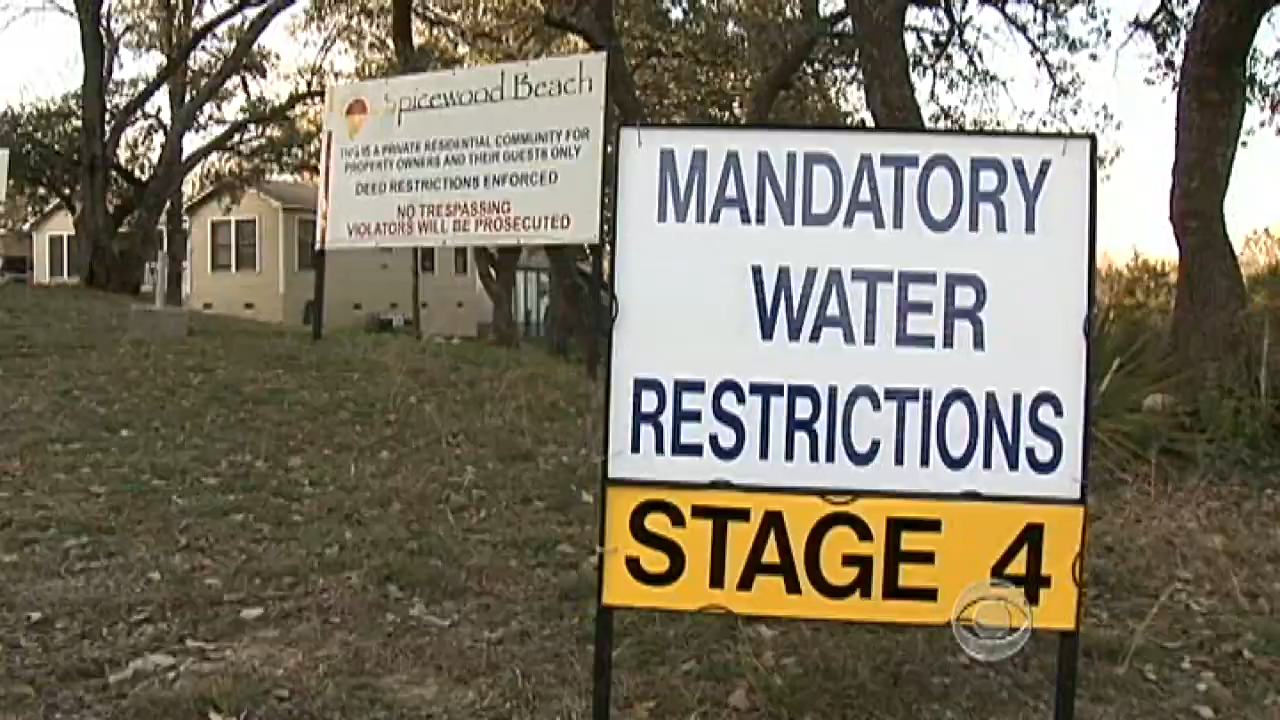 Spicewood Beach
THIS IS A PRIVATE RESIDENTIAL COMMUNITY FOR
PROPERTY OWNERS AND THEIR GUESTS ONLY
DEED RESTRICTIONS ENFORCED
NO TRESPASSING
VIOLATORS WILL BE PROSECUTED
MANDATORY
WATER
RESTRICTIONS
STAGE 4